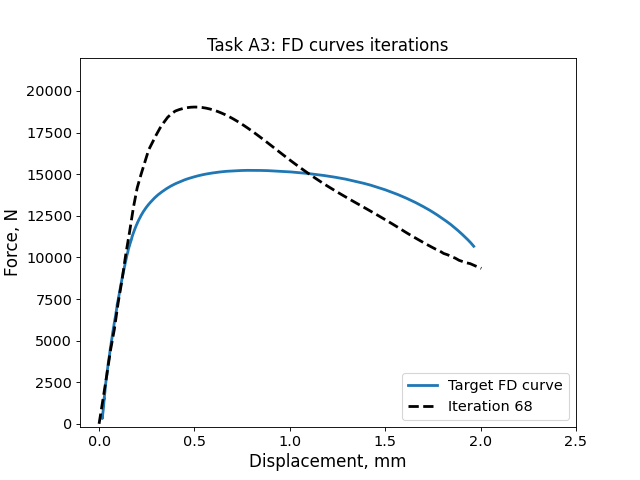 Task A3: FD curves iterations
Force, N
20000
17500
15000
12500
10000
7500
5000
2500
0
0.0 0.5 1.0 1.5 2.0 2.5
Displacement, mm
Target FD curve
Iteration 68